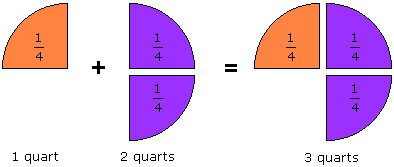 1/4 + 1/4 = 1/4 1/4
1/4 1/4
1 quart 2 quarts 3 quarts